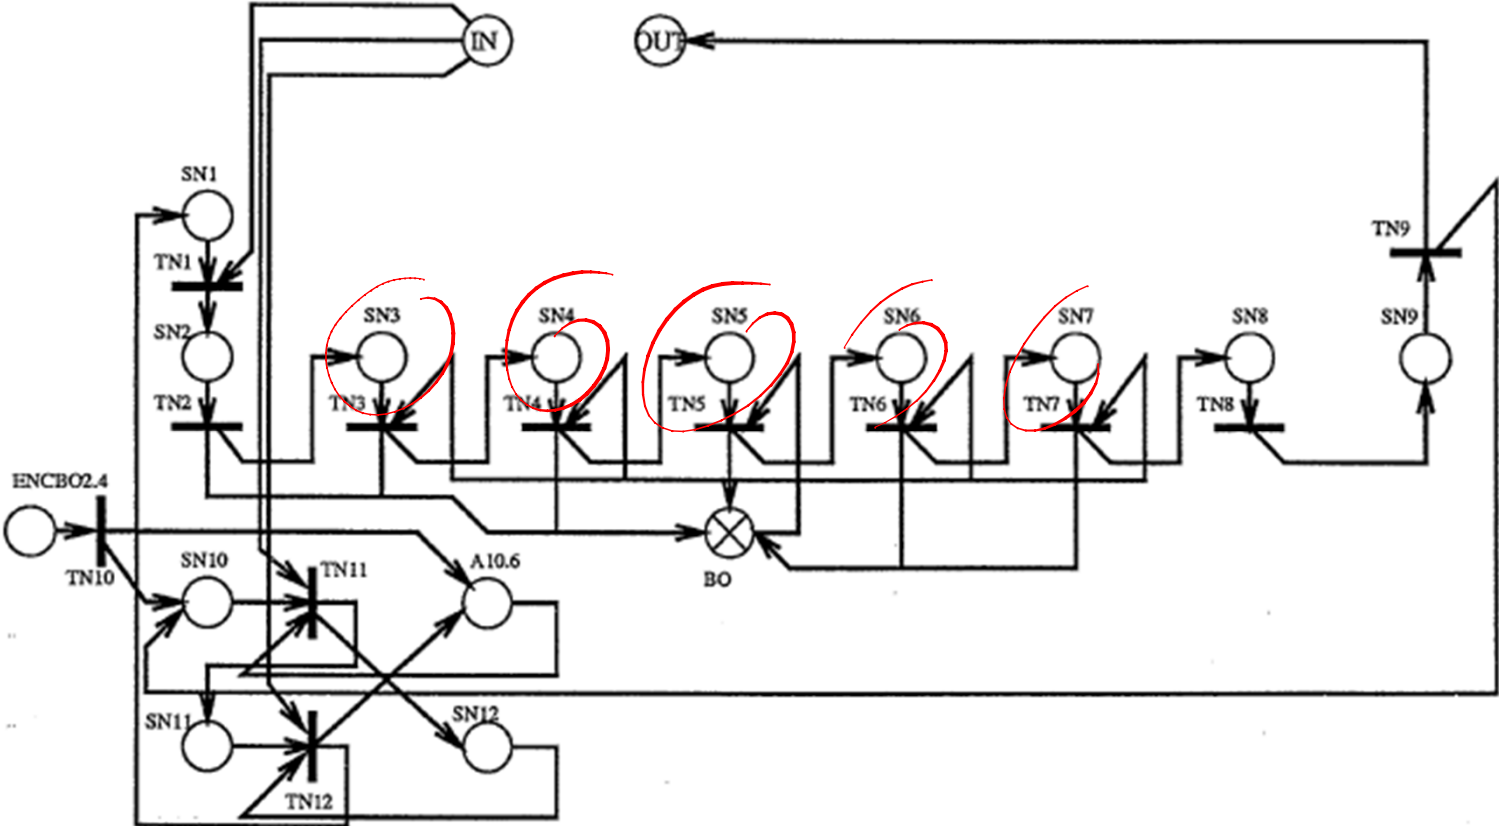 IN OUT
SN1
TN9
TN1
SN3 SN4 SN5 SN6 SN7 SN8 SN9
SN2
TN2 TN3 TN4 TN5 TN6 TN7 TN8
ENCBO2.4
SN10 TN11 A10.6
TN10 BO
SN11 SN12
TN12